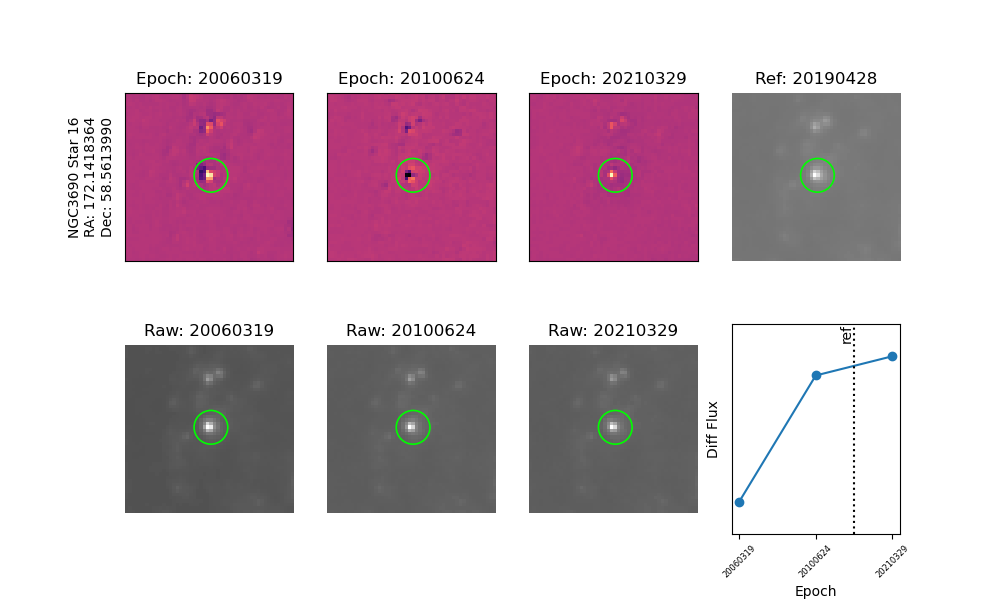 Epoch: 20060319
Epoch: 20100624
Epoch: 20210329
Ref: 20190428
NGC3690 Star 16
RA: 172.1418364
Dec: 58.5613990
Raw: 20060319
Raw: 20100624
Raw: 20210329
ref
Diff Flux
20060319
20100624
20210329
Epoch